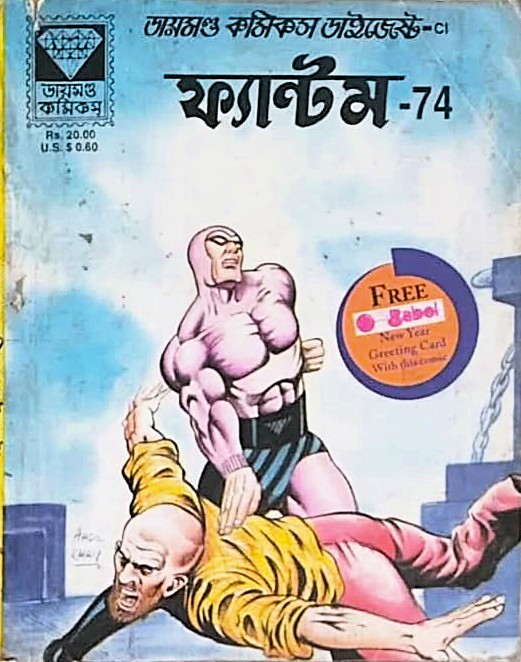 ডায়মণ্ড কমিকস ডাইজেষ্ট-CI
ডায়মণ্ড
কমিকস্
Rs. 20.00
U.S. $ 0.60
ফ্যান্টম -74
FREE
Babol
New Year
Greeting Card
With this comic